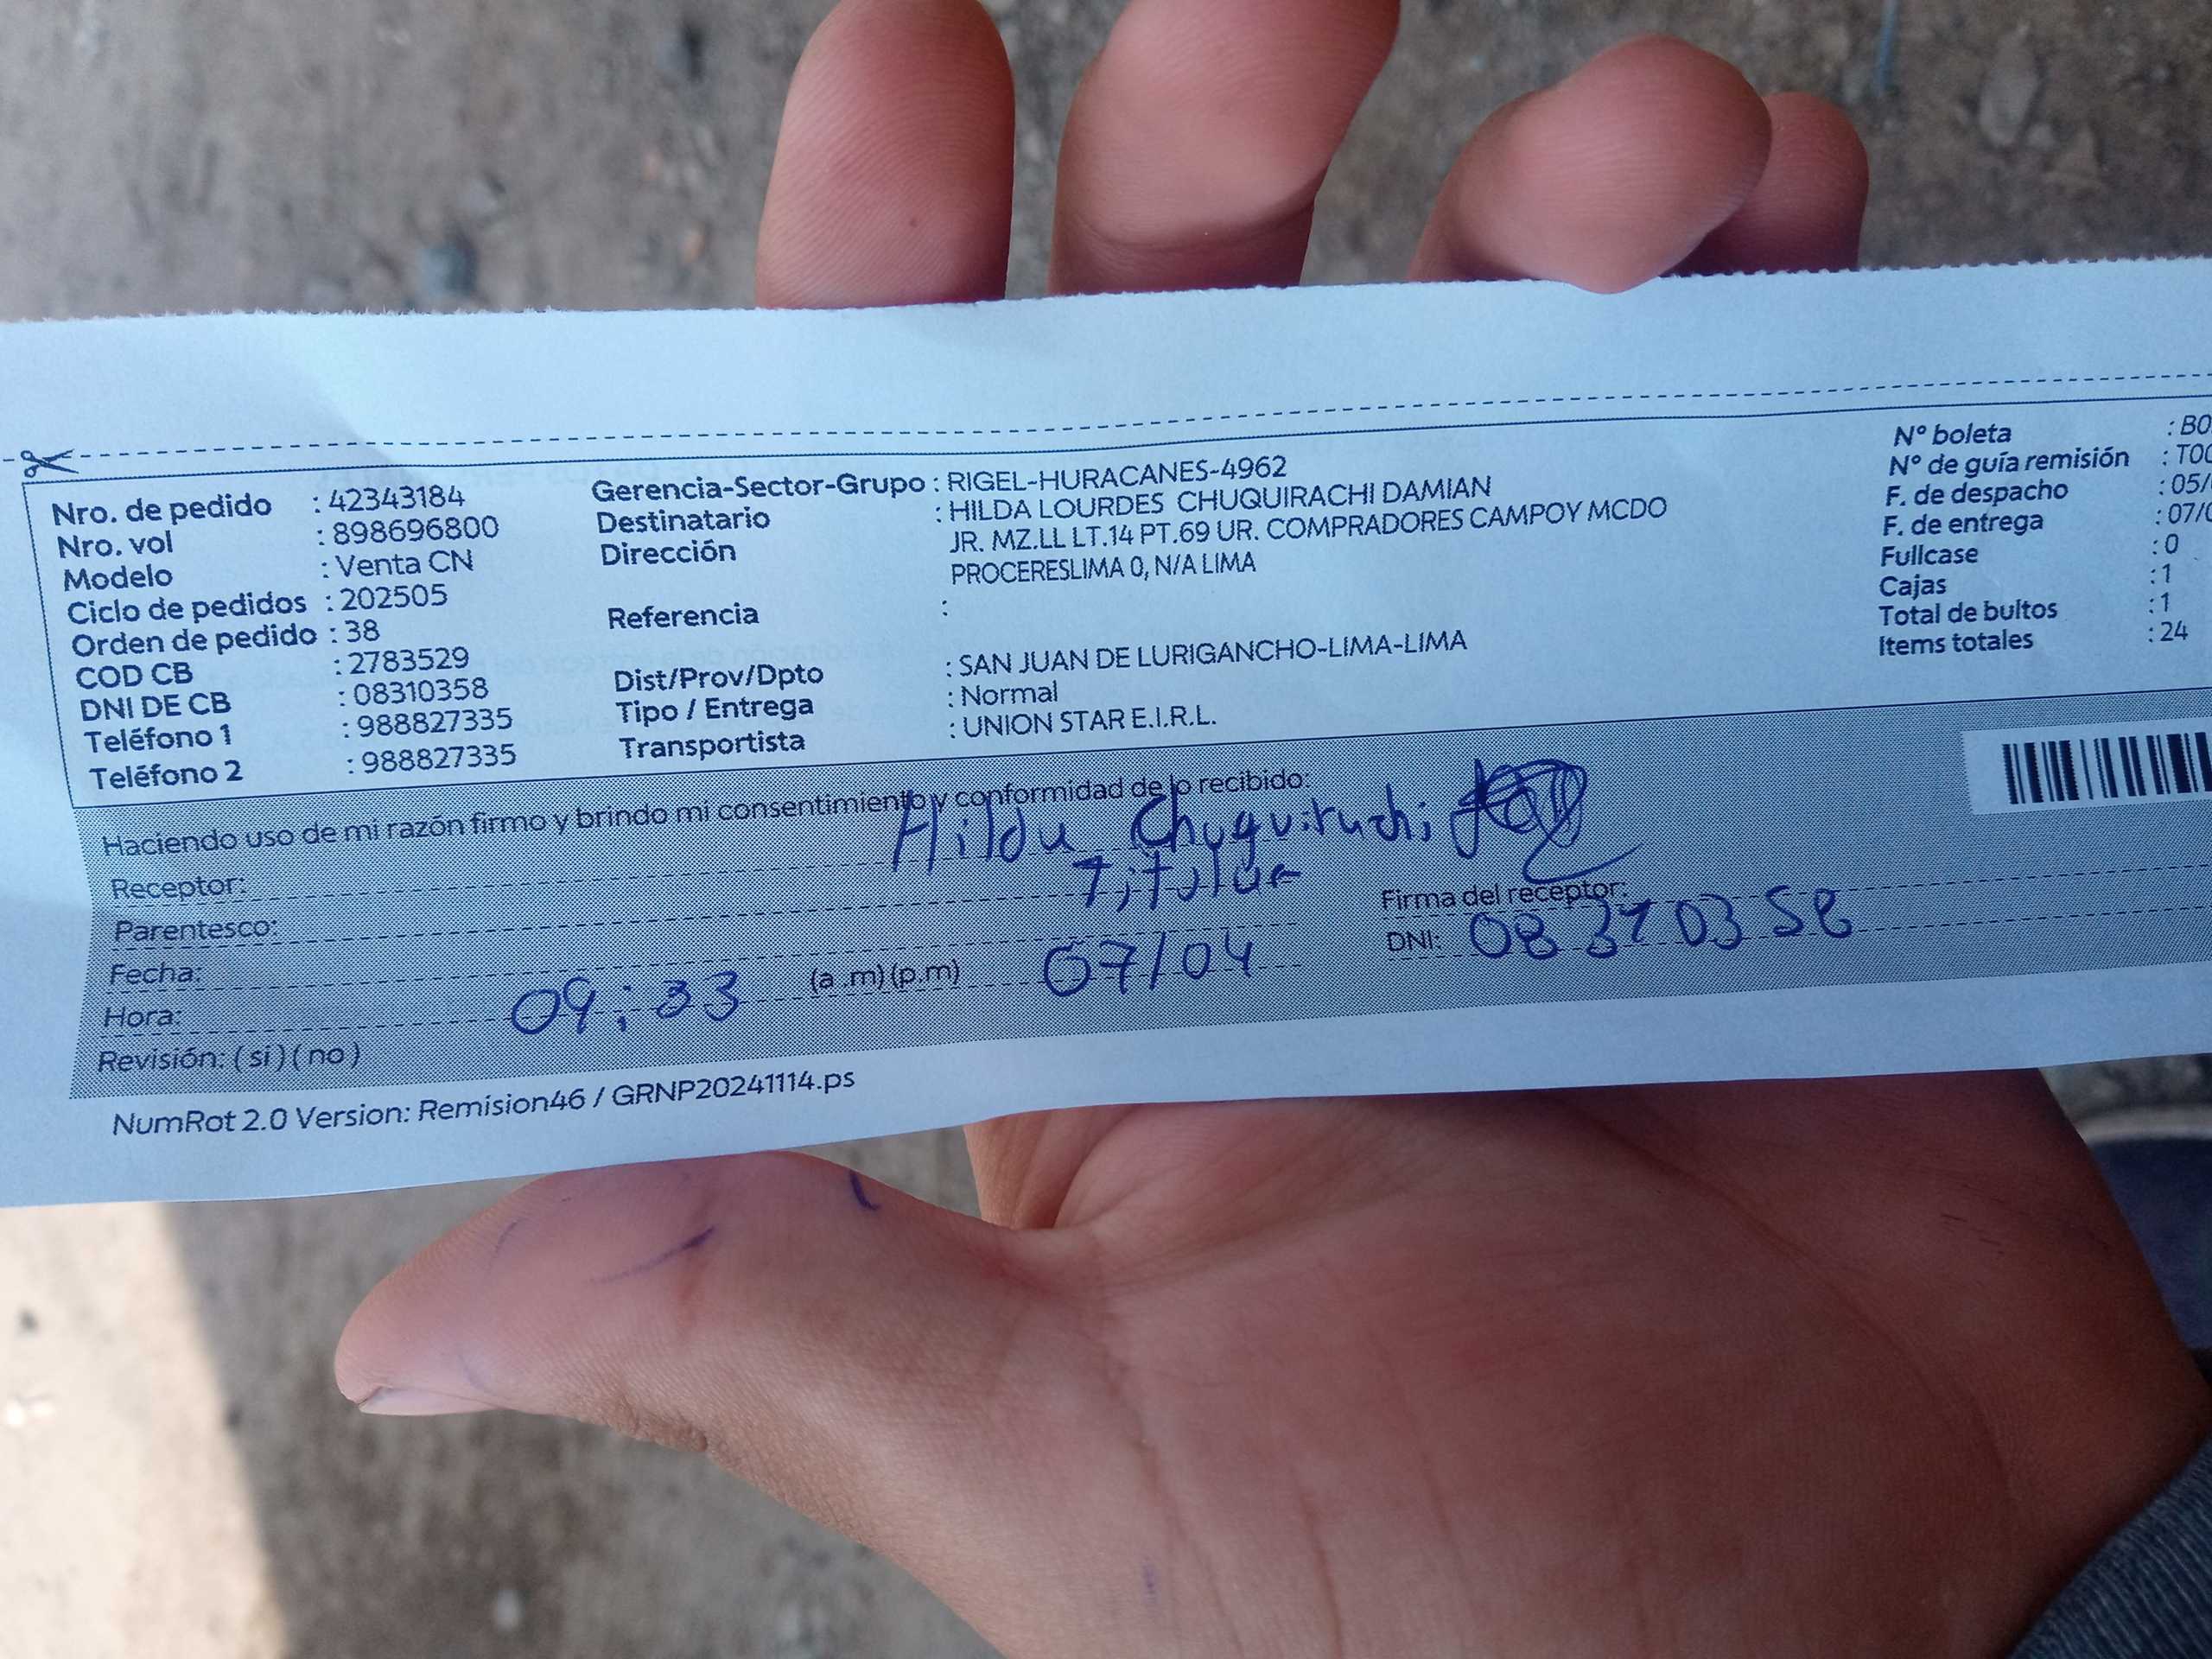 Nro. de pedido : 42343184
Nro. vol : 898696800
Modelo : Venta CN
Ciclo de pedidos : 202505
Orden de pedido : 38
COD CB : 2783529
DNI DE CB : 08310358
Teléfono 1 : 988827335
Teléfono 2 : 988827335
Gerencia-Sector-Grupo : RIGEL-HURACANES-4962
Destinatario : HILDA LOURDES CHUQUIRACHI DAMIAN
Dirección JR. MZ.LL LT.14 PT.69 UR. COMPRADORES CAMPOY MCDO
PROCERESLIMA 0, N/A LIMA
Referencia :
Dist/Prov/Dpto : SAN JUAN DE LURIGANCHO-LIMA-LIMA
Tipo / Entrega : Normal
Transportista : UNION STAR E.I.R.L.
N° boleta : B0
N° de guía remisión : T00
F. de despacho : 05/
F. de entrega : 07/0
Fullcase : 0
Cajas : 1
Total de bultos : 1
Items totales : 24
Haciendo uso de mi razón firmo y brindo mi consentimiento y conformidad de lo recibido:
Receptor: Hilda Chuquirachi
Parentesco: Titular
Firma del receptor:
Fecha: 07/04
DNI: 08310358
Hora: 09:33 (a .m) (p.m)
Revisión: ( si ) ( no )
NumRot 2.0 Version: Remision46 / GRNP20241114.ps